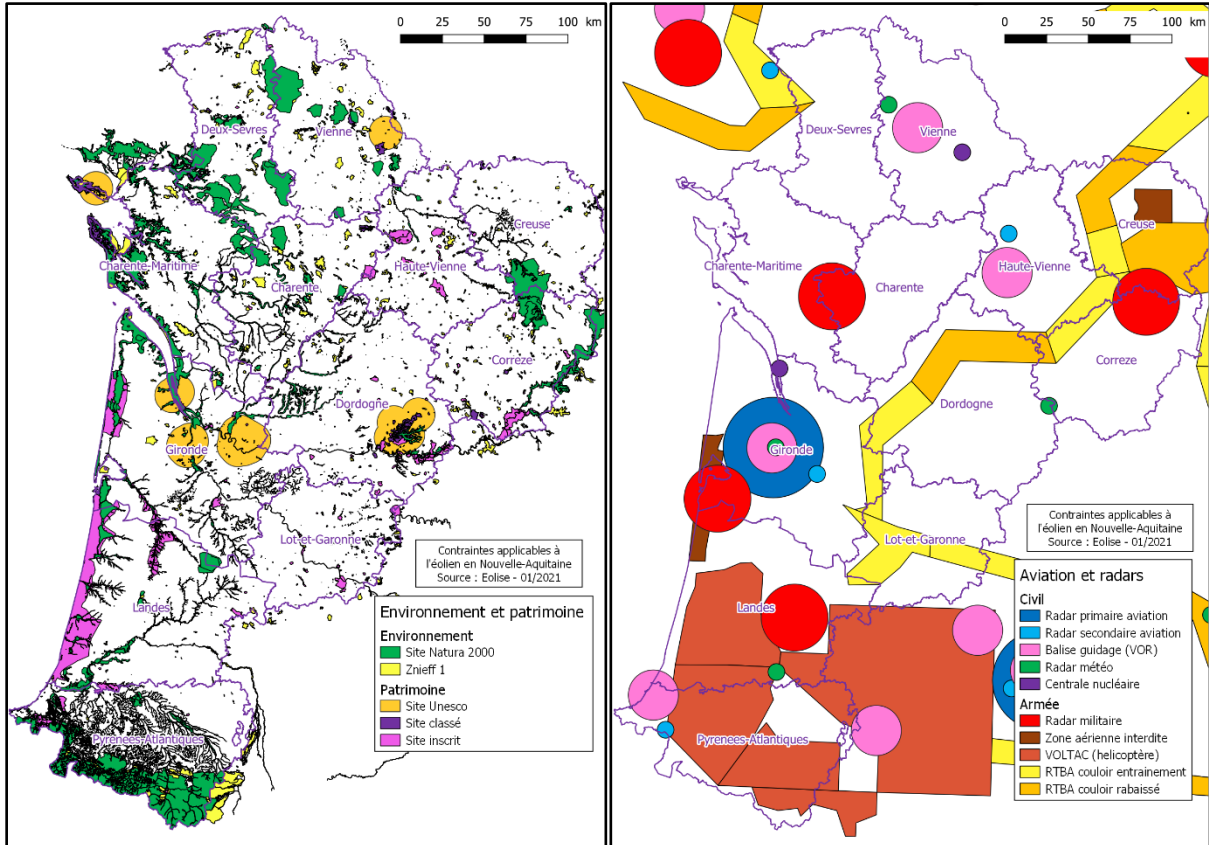 0 25 50 75 100 km
Deux-Sèvres
Vienne
Creuse
Charente-Maritime
Haute-Vienne
Charente
Correze
Dordogne
Gironde
Lot-et-Garonne
Landes
Pyrenees-Atlantiques
Contraintes applicables à
l'éolien en Nouvelle-Aquitaine
Source : Eolise - 01/2021
Environnement et patrimoine
Environnement
Site Natura 2000
Znieff 1
Patrimoine
Site Unesco
Site classé
Site inscrit
0 25 50 75 100 km
Deux-Sèvres
Vienne
Creuse
Charente-Maritime
Haute-Vienne
Charente
Correze
Dordogne
Gironde
Lot-et-Garonne
Landes
Pyrenees-Atlantiques
Contraintes applicables à
l'éolien en Nouvelle-Aquitaine
Source : Eolise - 01/2021
Aviation et radars
Civil
Radar primaire aviation
Radar secondaire aviation
Balise guidage (VOR)
Radar météo
Centrale nucléaire
Armée
Radar militaire
Zone aérienne interdite
VOLTAC (helicoptère)
RTBA couloir entrainement
RTBA couloir rabaissé